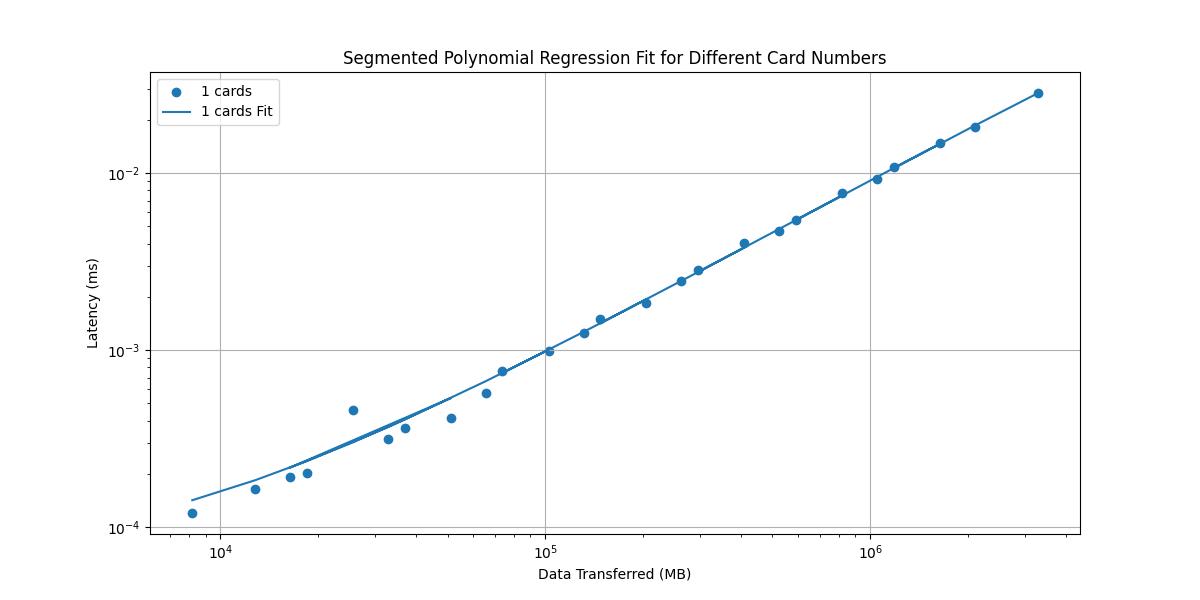 Segmented Polynomial Regression Fit for Different Card Numbers
1 cards
1 cards Fit
Latency (ms)
10⁻²
10⁻³
10⁻⁴
10⁴ 10⁵ 10⁶
Data Transferred (MB)